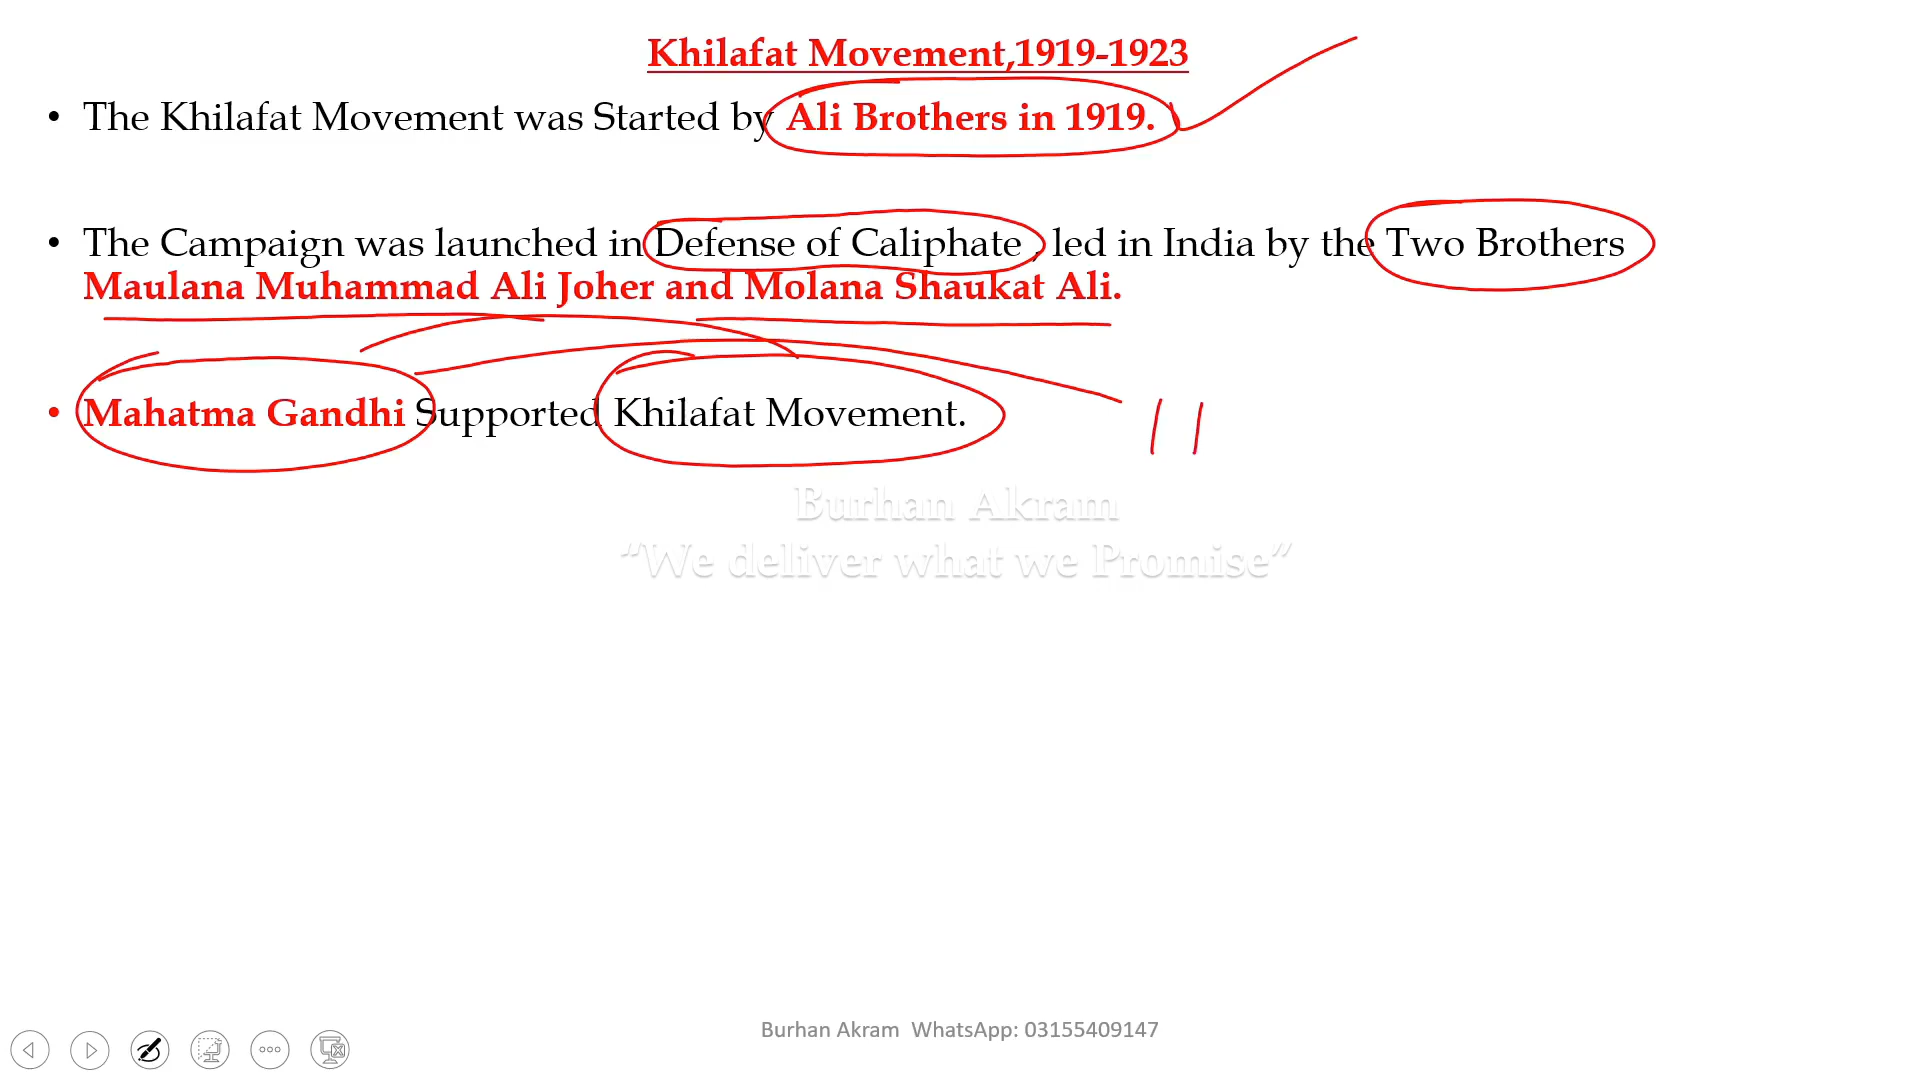 Khilafat Movement,1919-1923
• The Khilafat Movement was Started by Ali Brothers in 1919.
• The Campaign was launched in Defense of Caliphate , led in India by the Two Brothers
Maulana Muhammad Ali Joher and Molana Shaukat Ali.
• Mahatma Gandhi Supported Khilafat Movement.
Burhan Akram
“We deliver what we Promise”
Burhan Akram WhatsApp: 03155409147